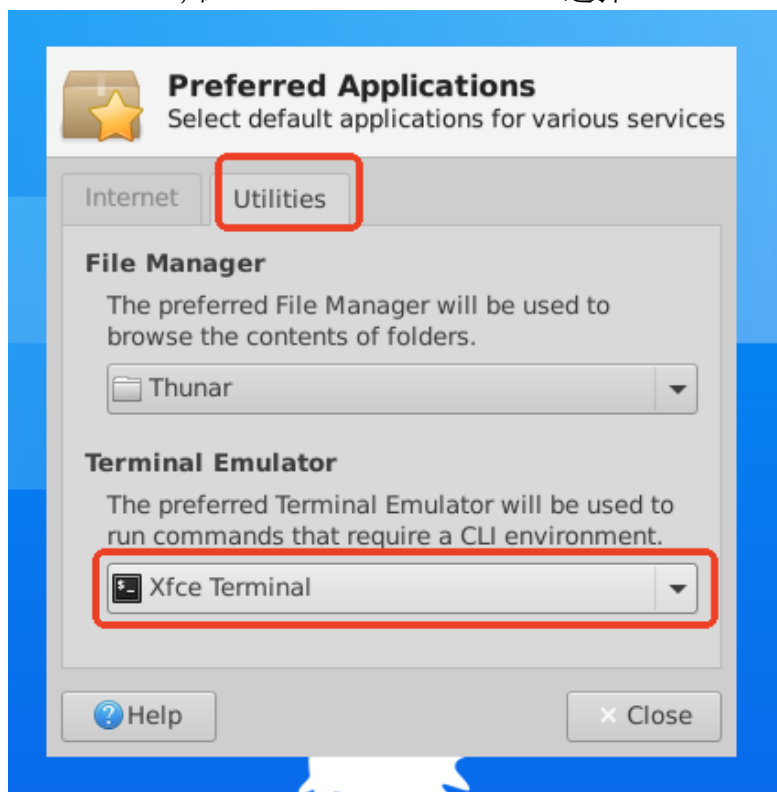 Preferred Applications
Select default applications for various services
Internet
Utilities
File Manager
The preferred File Manager will be used to
browse the contents of folders.
Thunar
Terminal Emulator
The preferred Terminal Emulator will be used to
run commands that require a CLI environment.
Xfce Terminal
Help
Close